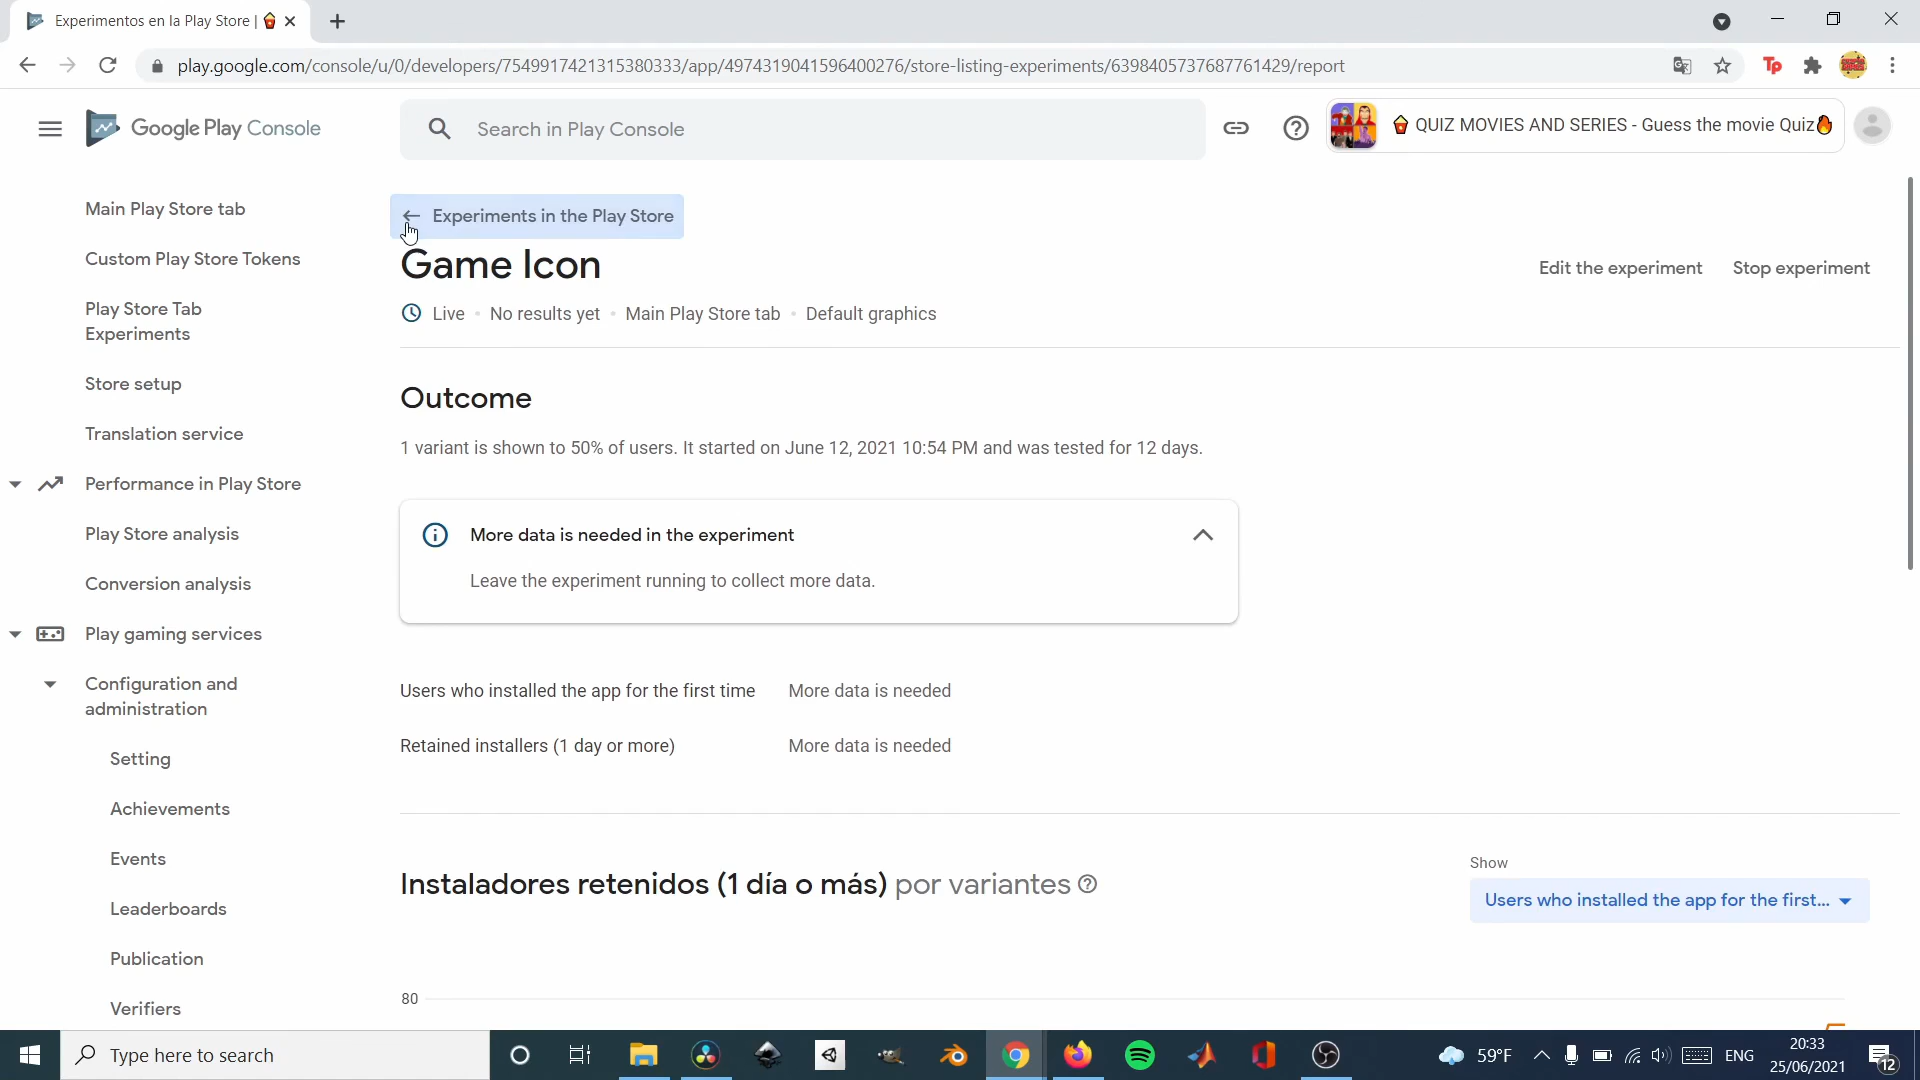 Experimentos en la Play Store |
play.google.com/console/u/0/developers/7549917421315380333/app/4974319041596400276/store-listing-experiments/6398405737687761429/report
Tp
Google Play Console
Search in Play Console
QUIZ MOVIES AND SERIES - Guess the movie Quiz
Main Play Store tab
Custom Play Store Tokens
Play Store Tab
Experiments
Store setup
Translation service
Performance in Play Store
Play Store analysis
Conversion analysis
Play gaming services
Configuration and
administration
Setting
Achievements
Events
Leaderboards
Publication
Verifiers
Experiments in the Play Store
Game Icon
Edit the experiment
Stop experiment
Live • No results yet • Main Play Store tab • Default graphics
Outcome
1 variant is shown to 50% of users. It started on June 12, 2021 10:54 PM and was tested for 12 days.
More data is needed in the experiment
Leave the experiment running to collect more data.
Users who installed the app for the first time More data is needed
Retained installers (1 day or more) More data is needed
Instaladores retenidos (1 día o más) por variantes
Show
Users who installed the app for the first...
80
Type here to search
59°F
ENG
20:33
25/06/2021
12